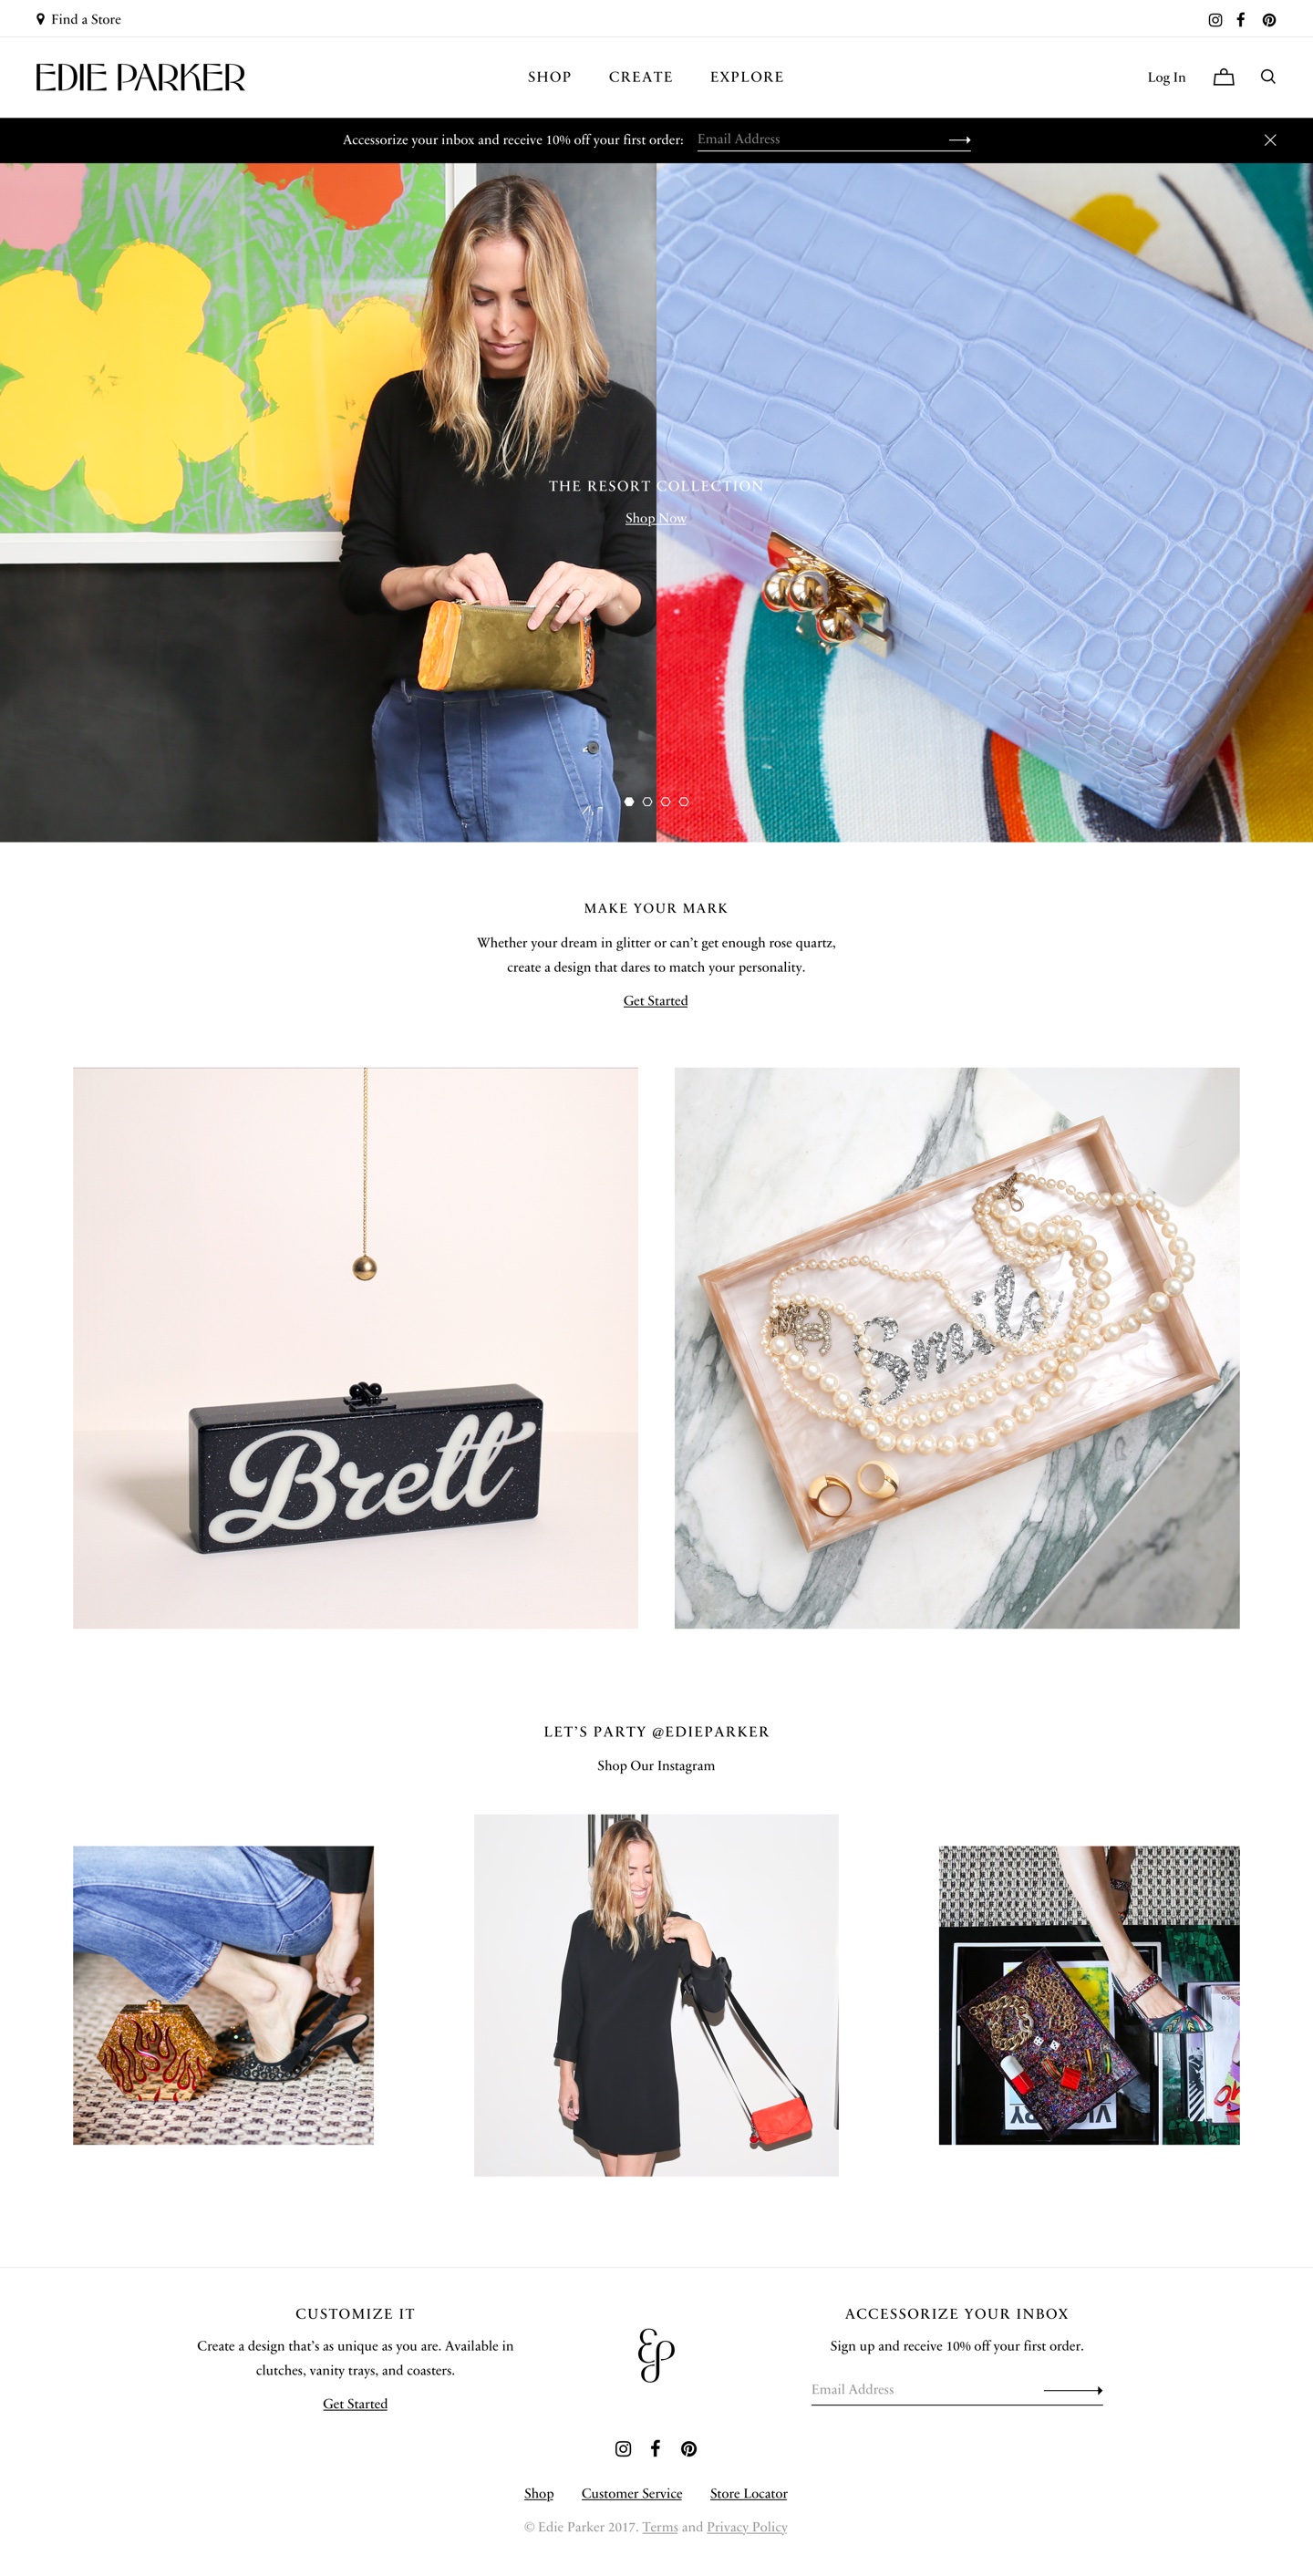 Find a Store
EDIE PARKER
SHOP CREATE EXPLORE
Log In
Accessorize your inbox and receive 10% off your first order: Email Address
THE RESORT COLLECTION
Shop Now
MAKE YOUR MARK
Whether your dream in glitter or can’t get enough rose quartz,
create a design that dares to match your personality.
Get Started
Brett
Smile
LET’S PARTY @EDIEPARKER
Shop Our Instagram
CUSTOMIZE IT
Create a design that’s as unique as you are. Available in
clutches, vanity trays, and coasters.
Get Started
EP
ACCESSORIZE YOUR INBOX
Sign up and receive 10% off your first order.
Email Address
Shop Customer Service Store Locator
© Edie Parker 2017. Terms and Privacy Policy